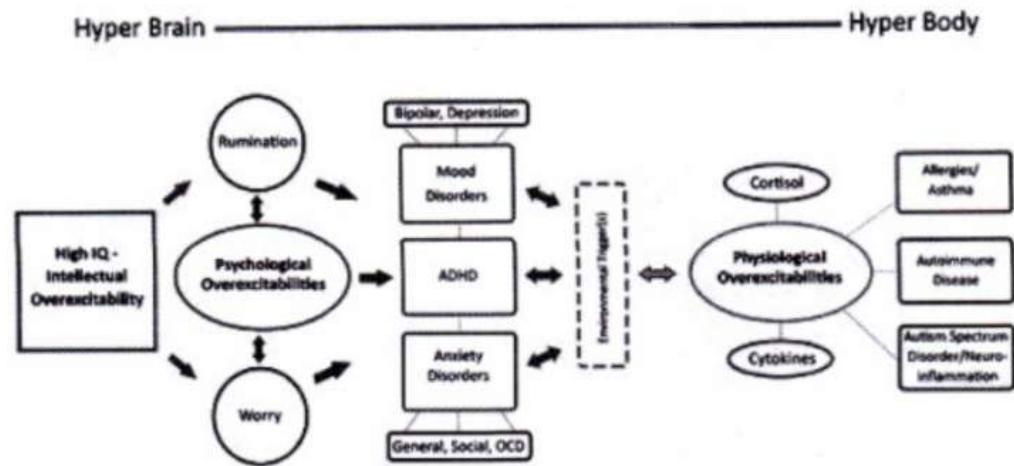 Hyper Brain
Hyper Body
High IQ -
Intellectual
Overexcitability
Rumination
Psychological
Overexcitabilities
Worry
Bipolar, Depression
Mood
Disorders
ADHD
Anxiety
Disorders
General, Social, OCD
Environmental Trigger(s)
Cortisol
Physiological
Overexcitabilities
Cytokines
Allergies/
Asthma
Autoimmune
Disease
Autism Spectrum
Disorder/Neuro-
inflammation